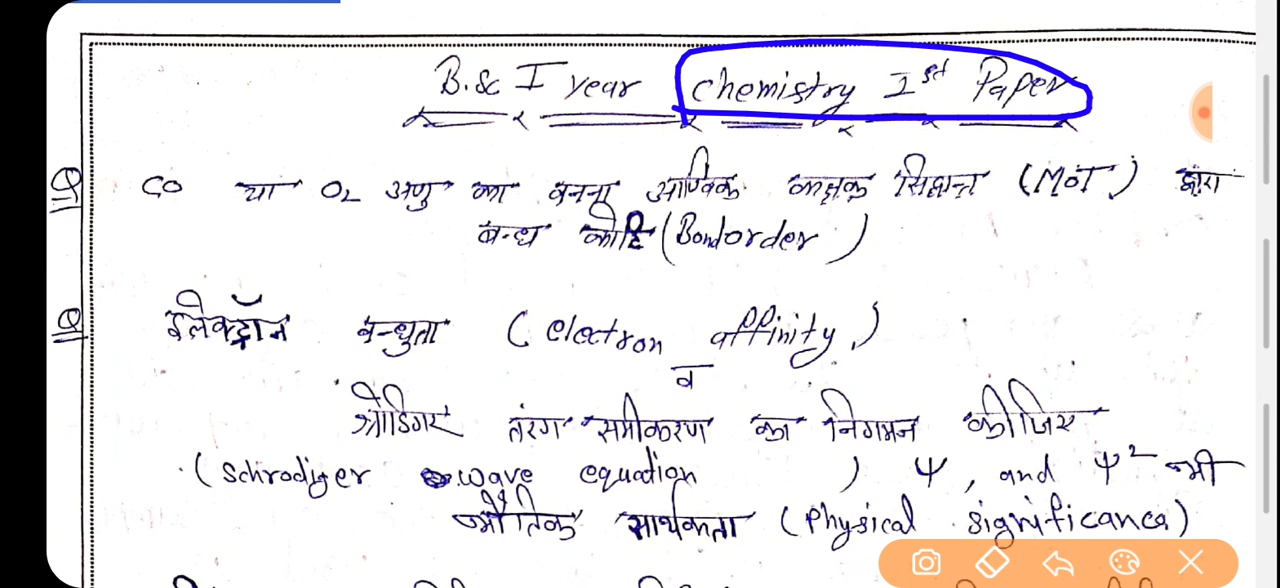 B.Sc I year Chemistry Ist Paper
Q CO या O2 अणु का बनना आण्विक कक्षक सिद्धान्त (MOT) द्वारा
बन्ध कोटि (Bondorder)
Q इलेक्ट्रॉन बन्धुता (electron affinity)
व
श्रोडिंगर तंरग समीकरण का निगमन कीजिए
(Schrodiger wave equation) ψ, and ψ² की
भौतिक सार्थकता (Physical significance)